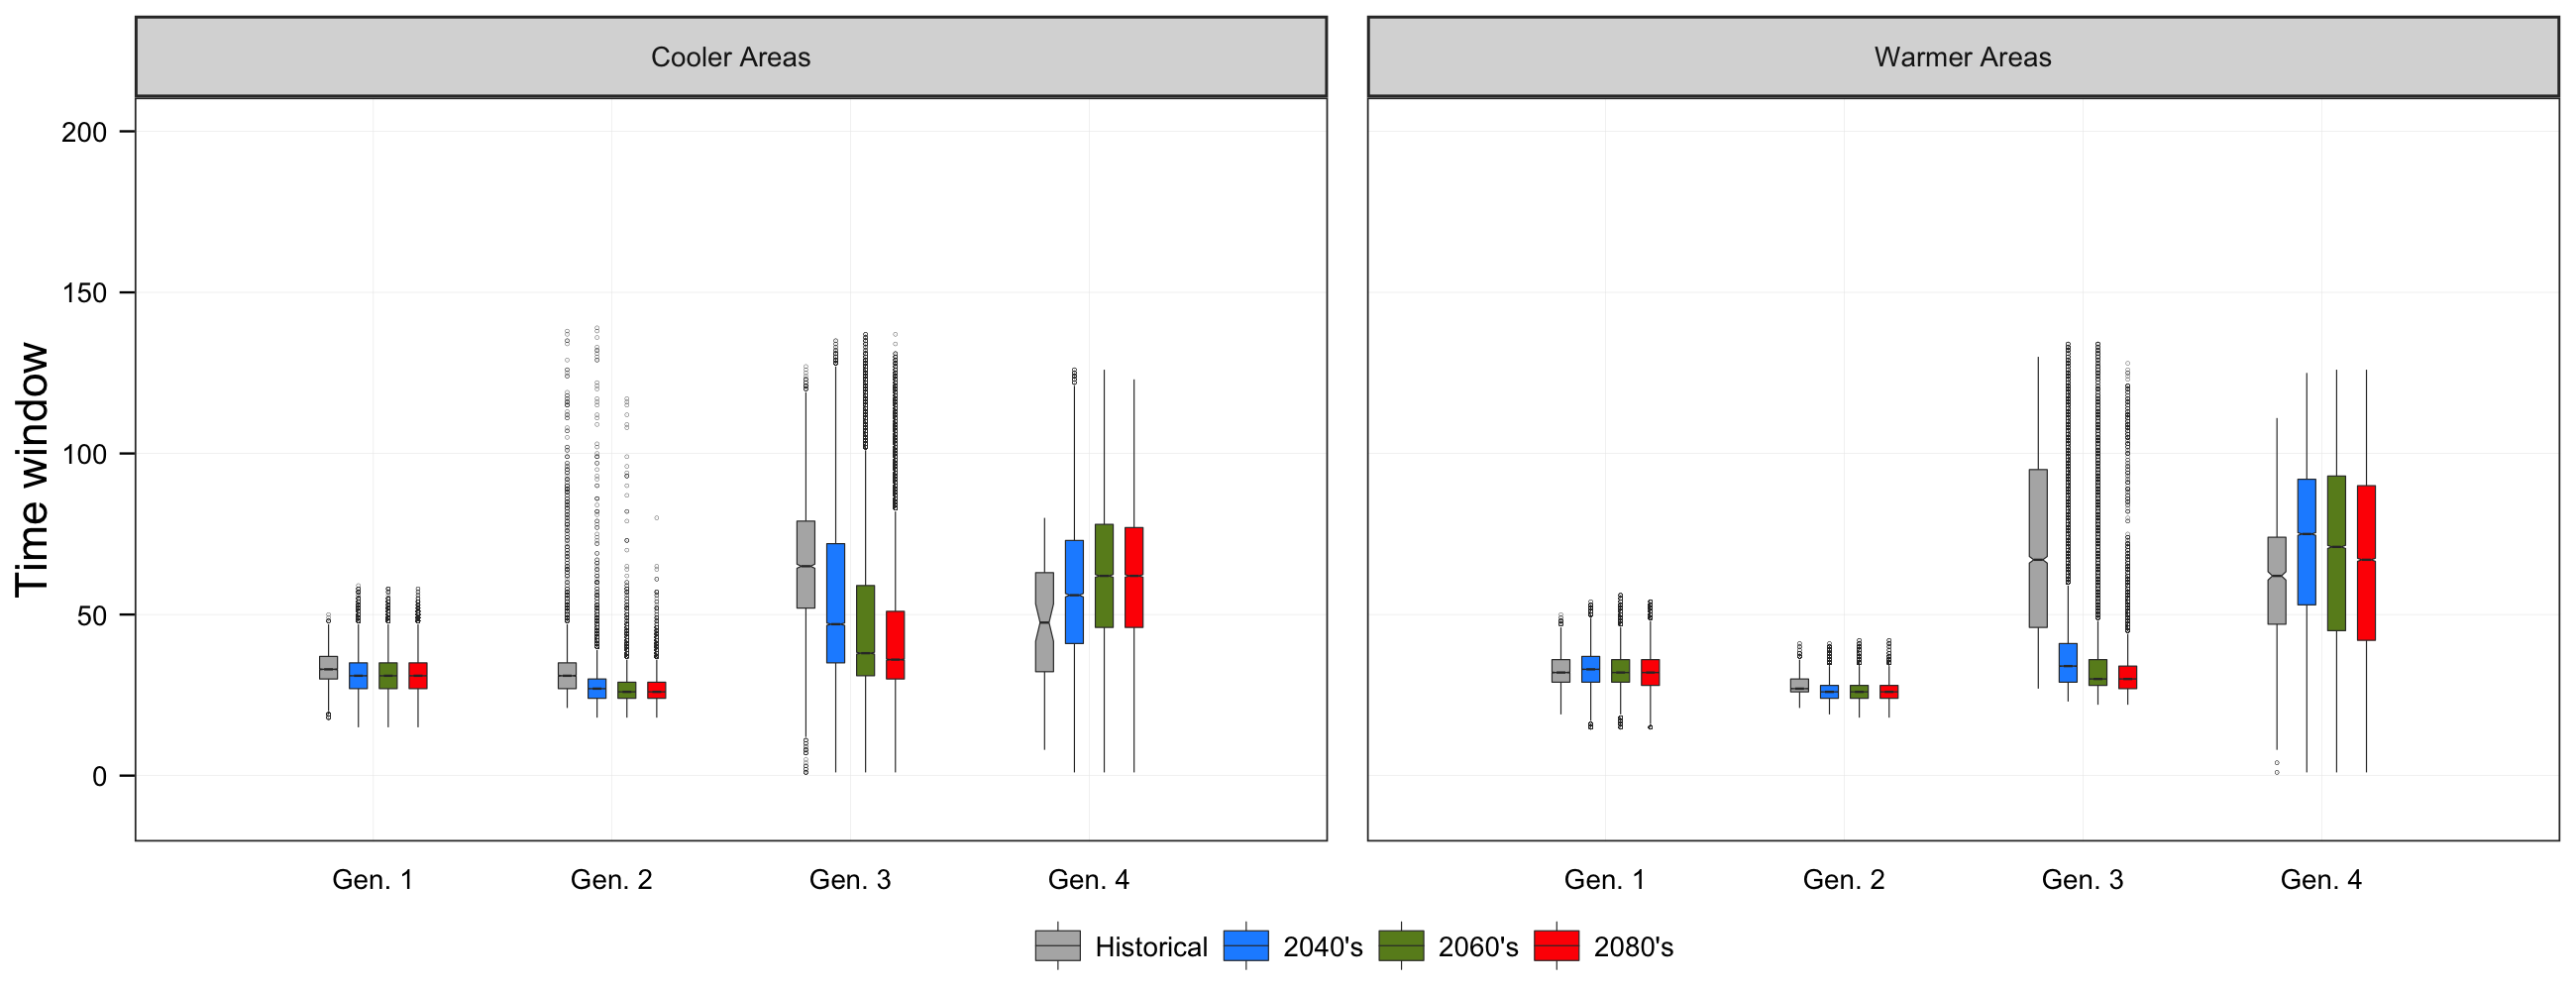 Cooler Areas
Warmer Areas
Time window
200
150
100
50
0
Gen. 1
Gen. 2
Gen. 3
Gen. 4
Gen. 1
Gen. 2
Gen. 3
Gen. 4
Historical
2040's
2060's
2080's